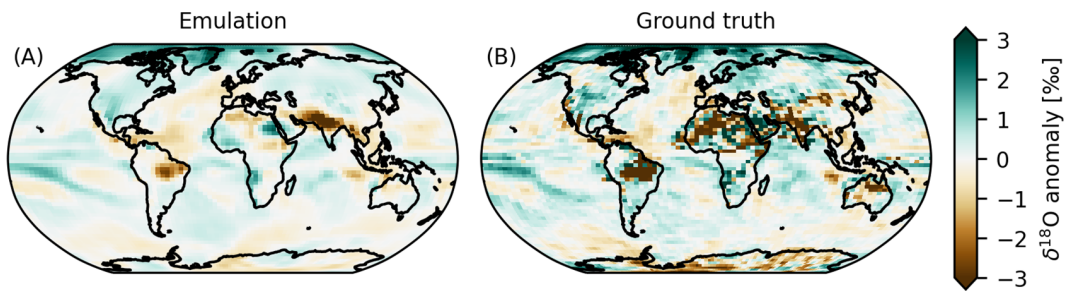 Emulation
Ground truth
(A)
(B)
3
2
1
0
−1
−2
−3
δ¹⁸O anomaly [‰]